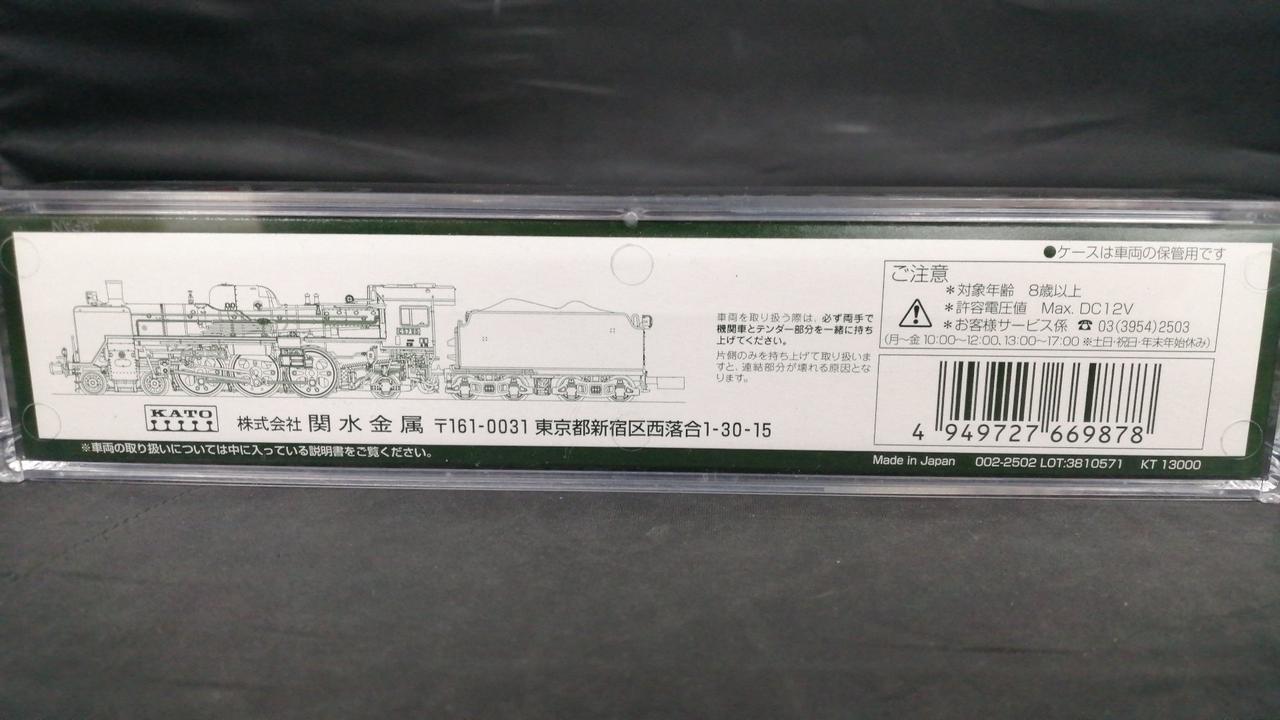 ●ケースは車両の保管用です
ご注意
＊対象年齢 8歳以上
＊許容電圧値 Max. DC12V
＊お客様サービス係 ☎ 03(3954)2503
(月～金 10:00～12:00, 13:00～17:00 ※土日・祝日・年末年始休み)
車両を取り扱う際は、必ず両手で
機関車とテンダー部分を一緒に持ち
上げてください。
片側のみを持ち上げて取り扱いま
すと、連結部分が壊れる原因とな
ります。
4 949727 669878
KATO
株式会社 関水金属 〒161-0031 東京都新宿区西落合1-30-15
※車両の取り扱いについては中に入っている説明書をご覧ください。
Made in Japan 002-2502 LOT:3810571 KT 13000